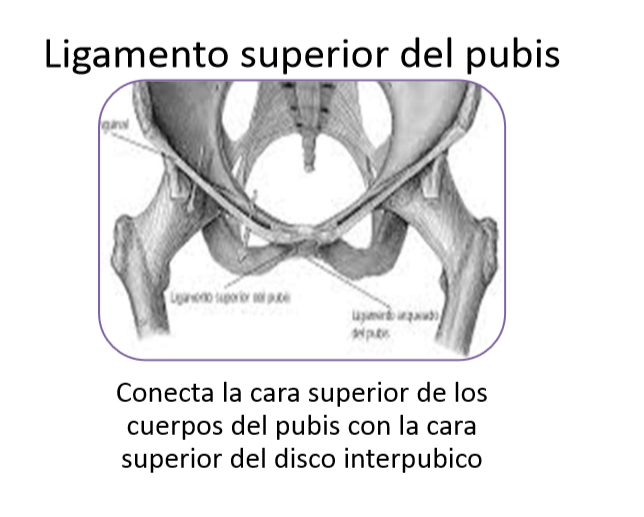 Ligamento superior del pubis
Ligamento superior del pubis
Ligamento arqueado
del pubis
Conecta la cara superior de los
cuerpos del pubis con la cara
superior del disco interpubico